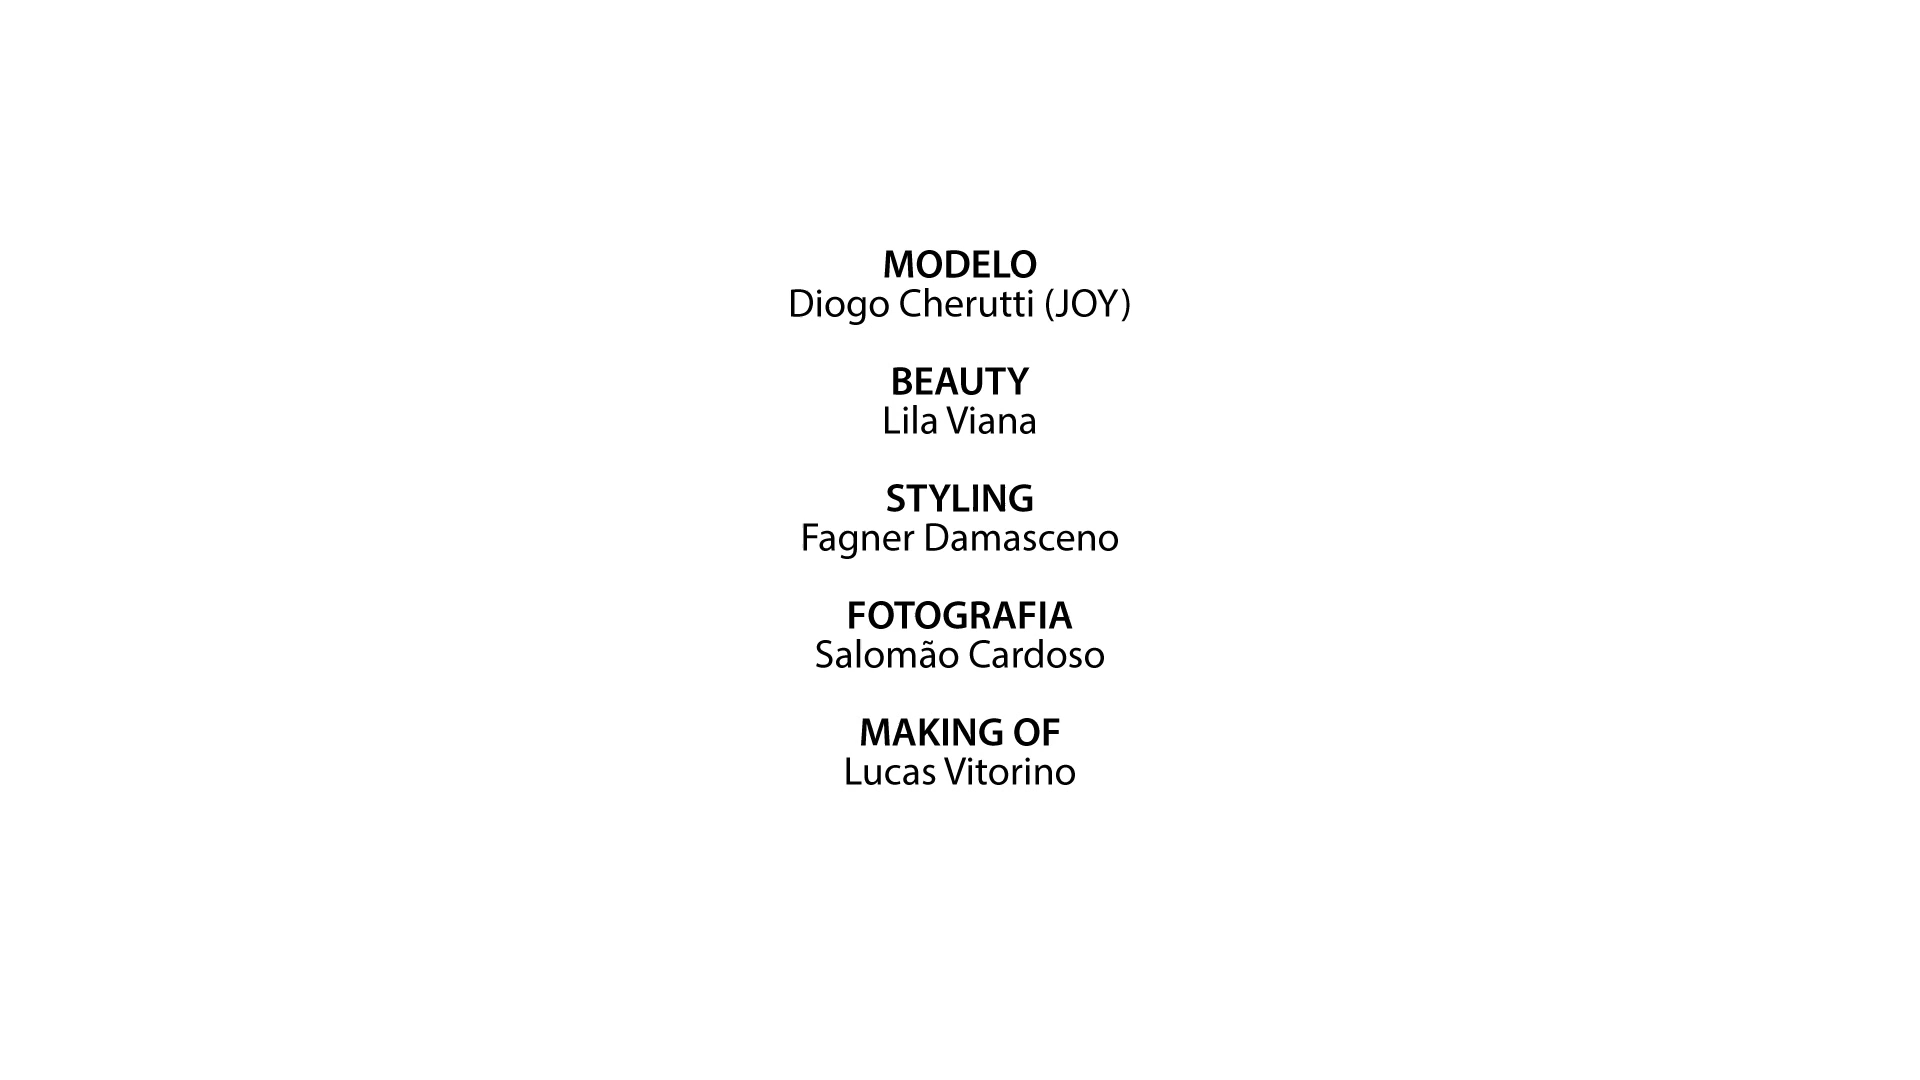 MODELO
Diogo Cherutti (JOY)
BEAUTY
Lila Viana
STYLING
Fagner Damasceno
FOTOGRAFIA
Salomão Cardoso
MAKING OF
Lucas Vitorino